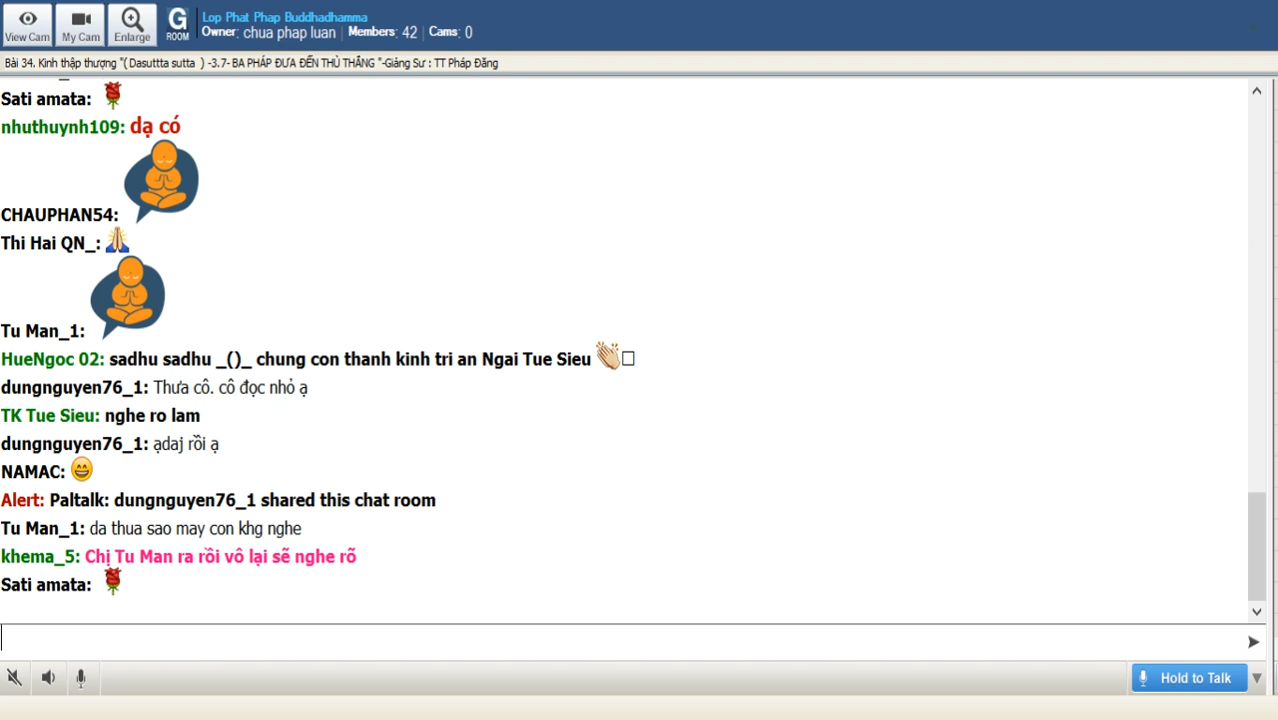 View Cam
My Cam
Enlarge
G
ROOM
Lop Phat Phap Buddhadhamma
Owner: chua phap luan | Members: 42 | Cams: 0
Bài 34. Kinh thập thượng "( Dasuttta sutta ) -3.7- BA PHÁP ĐƯA ĐẾN THÙ THẮNG "-Giảng Sư : TT Pháp Đăng
Sati amata:
nhuthuynh109: dạ có
CHAUPHAN54:
Thi Hai QN_:
Tu Man_1:
HueNgoc 02: sadhu sadhu _()_ chung con thanh kinh tri an Ngai Tue Sieu
dungnguyen76_1: Thưa cô. cô đọc nhỏ ạ
TK Tue Sieu: nghe ro lam
dungnguyen76_1: ạdaj rồi ạ
NAMAC:
Alert: Paltalk: dungnguyen76_1 shared this chat room
Tu Man_1: da thua sao may con khg nghe
khema_5: Chị Tu Man ra rồi vô lại sẽ nghe rõ
Sati amata:
Hold to Talk